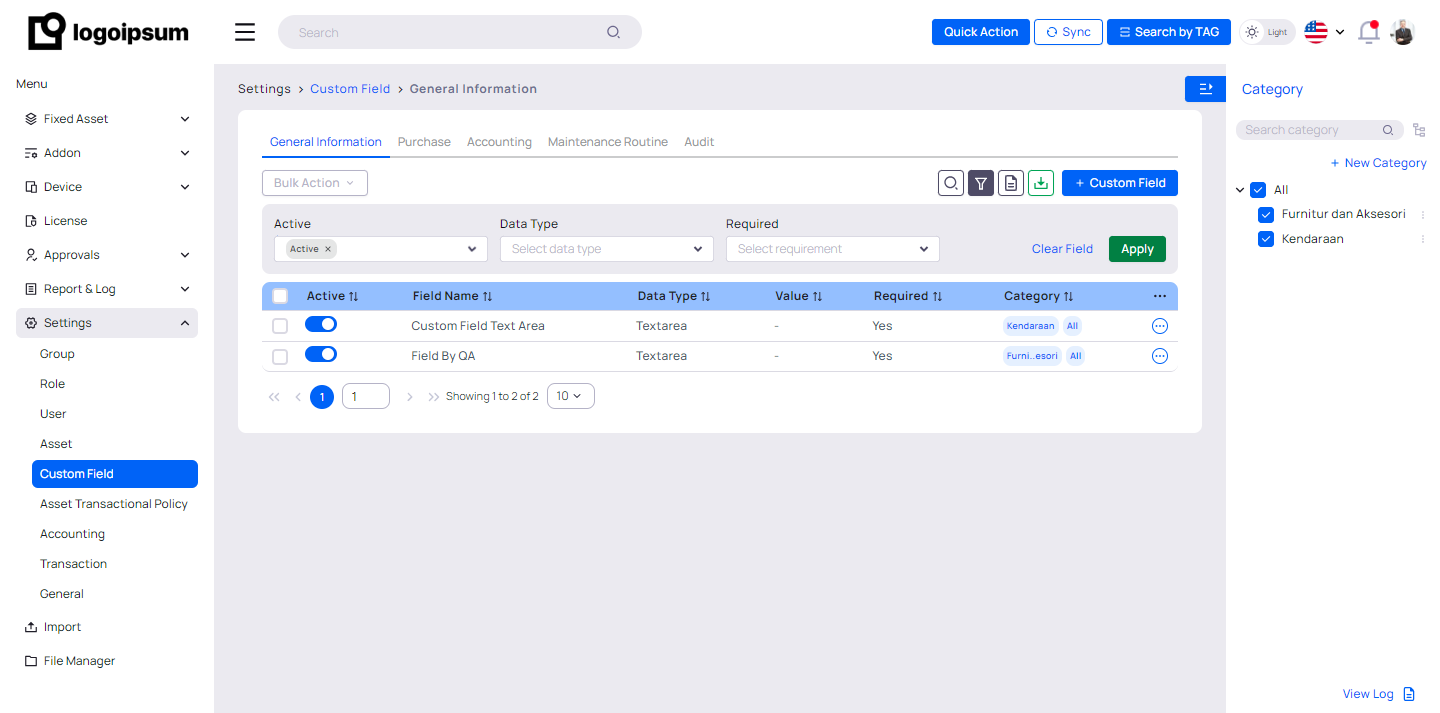 logoipsum
Search
Quick Action
Sync
Search by TAG
Light
Menu
Fixed Asset
Addon
Device
License
Approvals
Report & Log
Settings
Group
Role
User
Asset
Custom Field
Asset Transactional Policy
Accounting
Transaction
General
Import
File Manager
Settings > Custom Field > General Information
General Information Purchase Accounting Maintenance Routine Audit
Bulk Action
+ Custom Field
Active Data Type Required
Active × Select data type Select requirement Clear Field Apply
Active Field Name Data Type Value Required Category
Custom Field Text Area Textarea - Yes Kendaraan All
Field By QA Textarea - Yes Furni..esori All
1 1 Showing 1 to 2 of 2 10
Category
Search category
+ New Category
All
Furnitur dan Aksesori
Kendaraan
View Log